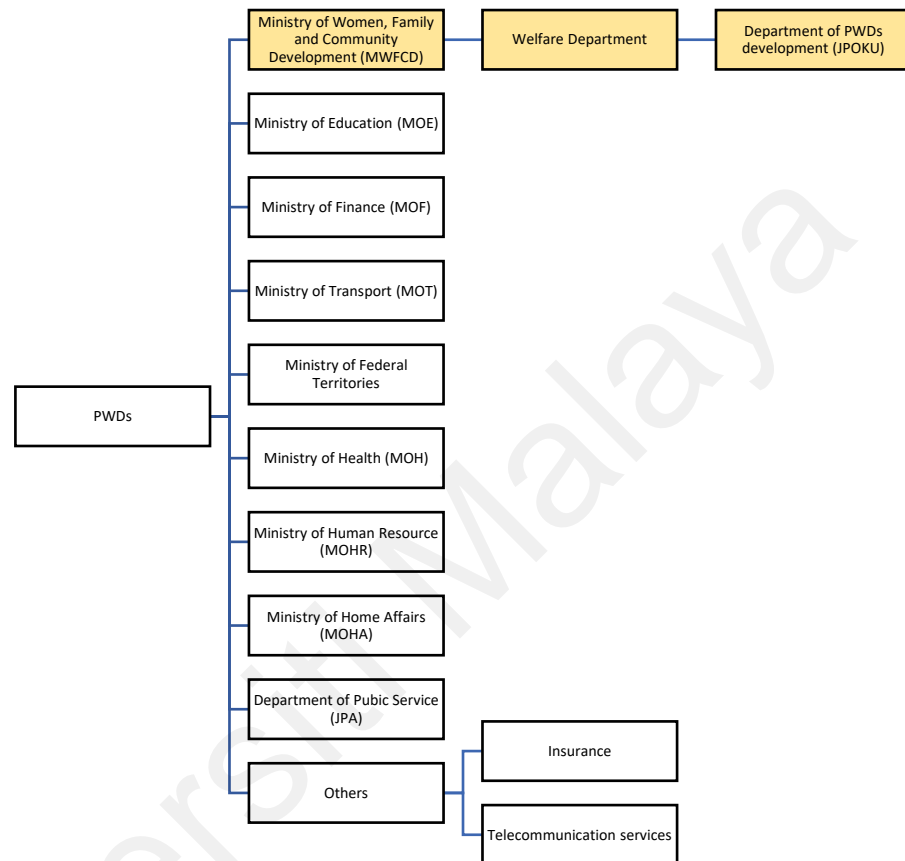 Ministry of Women, Family
and Community
Development (MWFCD)
Welfare Department
Department of PWDs
development (JPOKU)
Ministry of Education (MOE)
Ministry of Finance (MOF)
Ministry of Transport (MOT)
Ministry of Federal
Territories
PWDs
Ministry of Health (MOH)
Ministry of Human Resource
(MOHR)
Ministry of Home Affairs
(MOHA)
Department of Pubic Service
(JPA)
Others
Insurance
Telecommunication services
ersiti Malaya